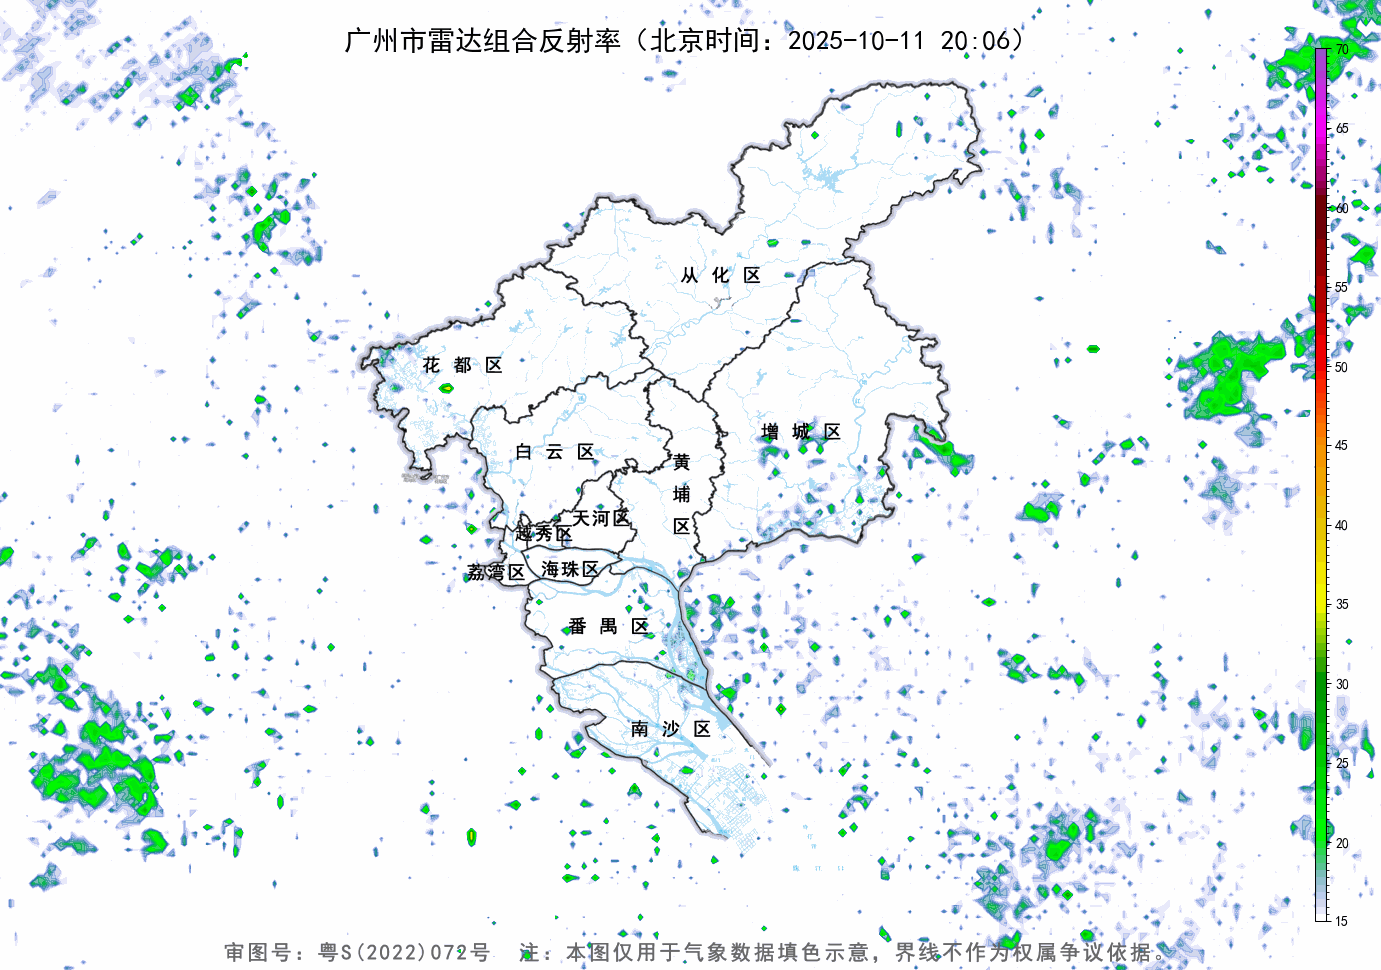 广州市雷达组合反射率（北京时间：2025-10-11 20:06）
70
65
60
55
50
45
40
35
30
25
20
15
从化区
花都区
增城区
白云区
黄埔区
天河区
越秀区
海珠区
荔湾区
番禺区
南沙区
审图号：粤S(2022)072号 注：本图仅用于气象数据填色示意，界线不作为权属争议依据。